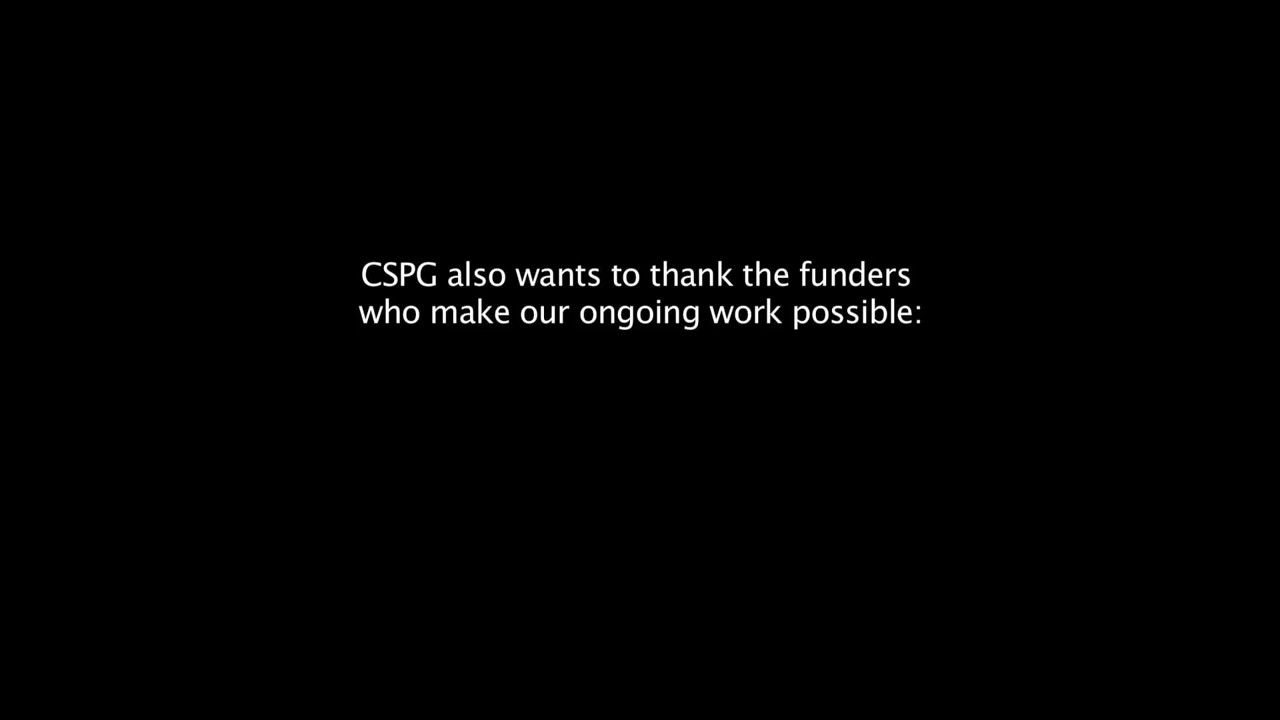 CSPG also wants to thank the funders
who make our ongoing work possible: